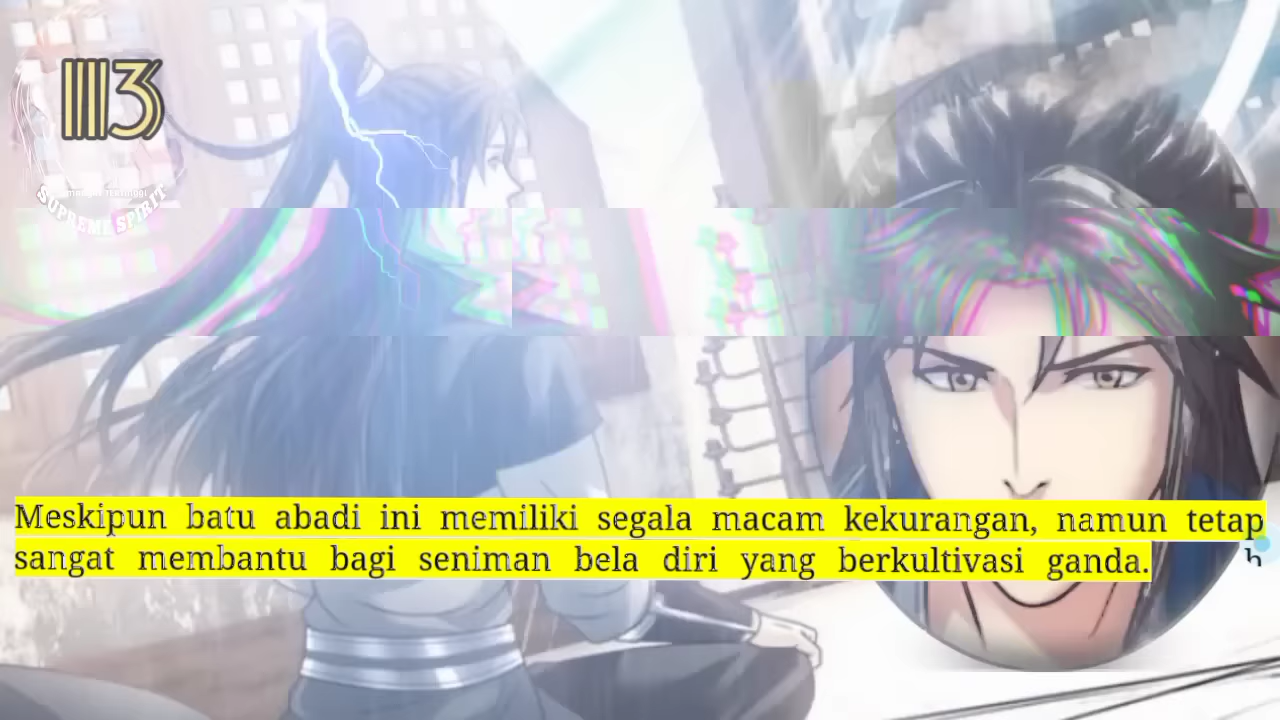 113
SUPREME SPIRIT
Meskipun batu abadi ini memiliki segala macam kekurangan, namun tetap
sangat membantu bagi seniman bela diri yang berkultivasi ganda.